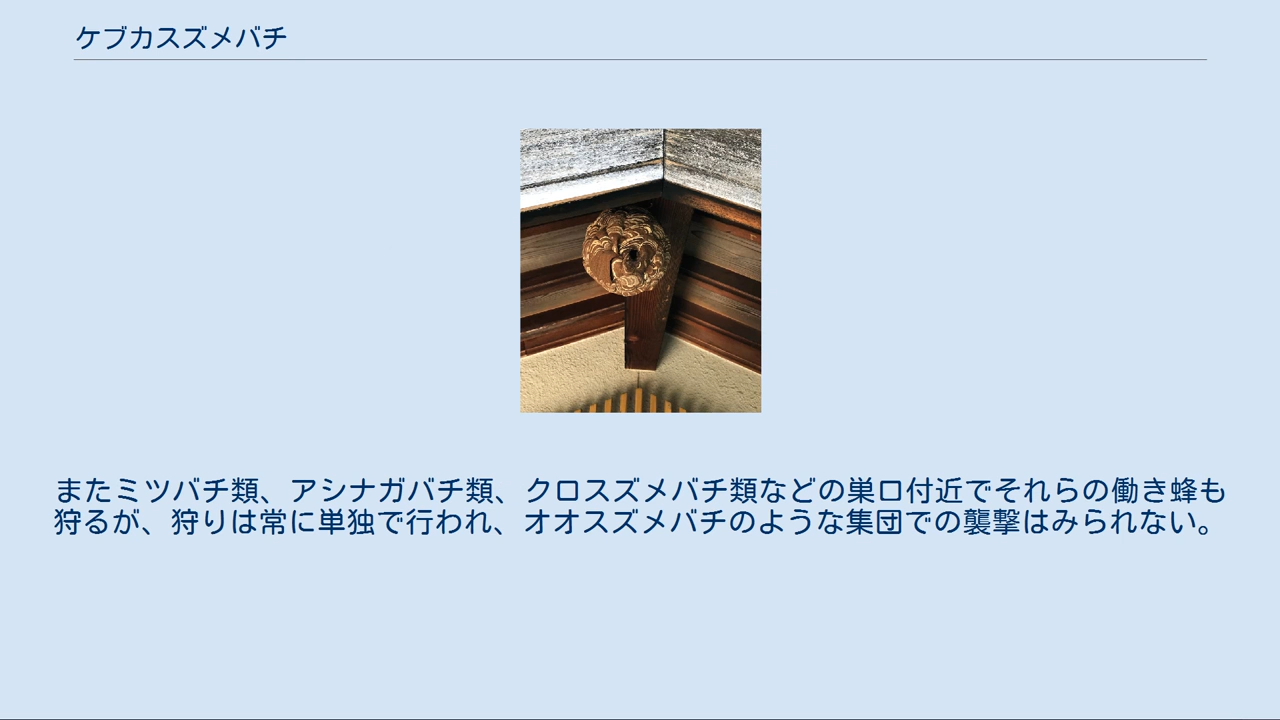 ケブカスズメバチ
またミツバチ類、アシナガバチ類、クロスズメバチ類などの巣口付近でそれらの働き蜂も
狩るが、狩りは常に単独で行われ、オオスズメバチのような集団での襲撃はみられない。